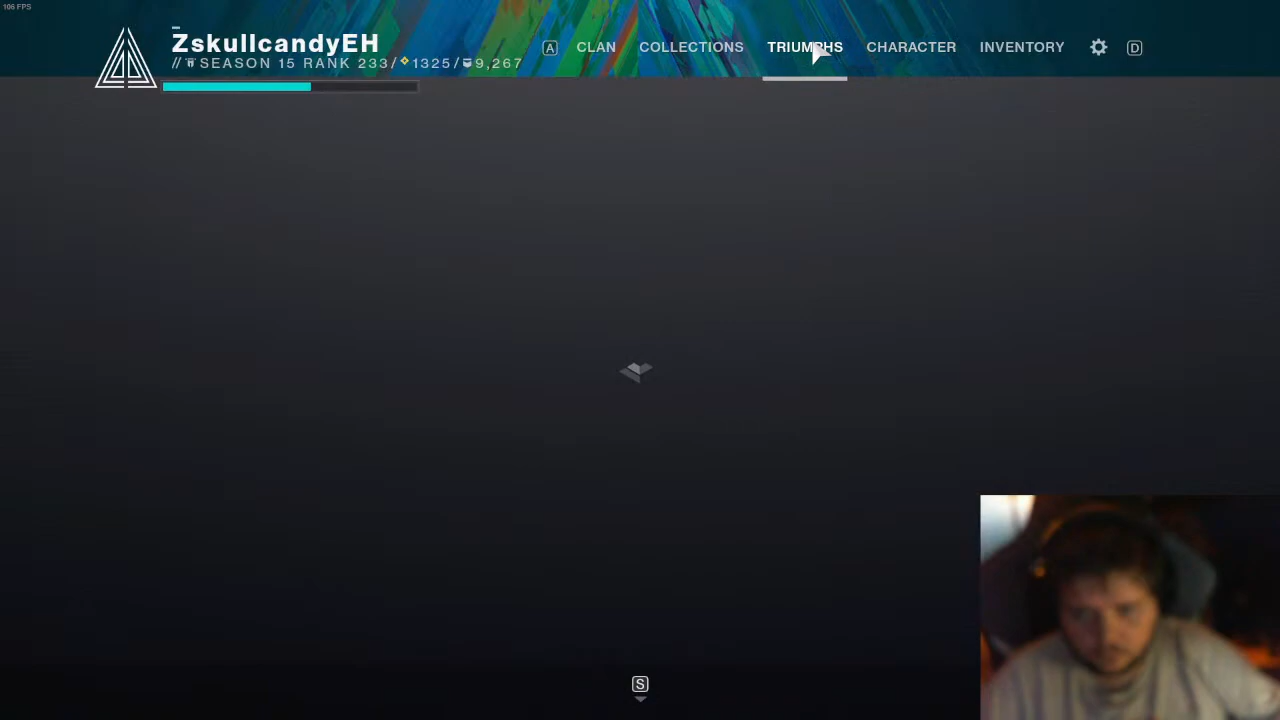 106 FPS
ZskullcandyEH
A CLAN COLLECTIONS TRIUMPHS CHARACTER INVENTORY D
// SEASON 15 RANK 233/1325/9,267
S